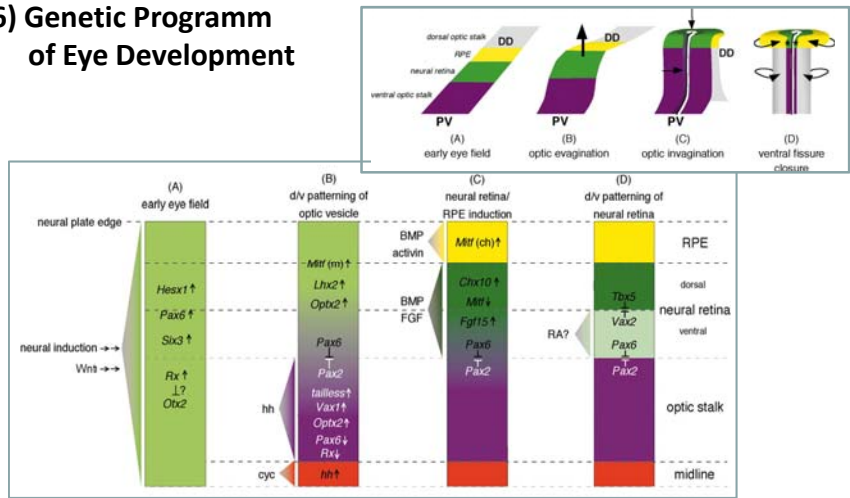 6) Genetic Programm
of Eye Development
dorsal optic stalk
RPE
neural retina
ventral optic stalk
DD
PV
(A)
early eye field
DD
PV
(B)
optic evagination
DD
PV
(C)
optic invagination
(D)
ventral fissure
closure
(A)
early eye field
(B)
d/v patterning of
optic vesicle
(C)
neural retina/
RPE induction
(D)
d/v patterning of
neural retina
neural plate edge
neural induction
Wnt
Hesx1↑
Pax6↑
Six3↑
Rx↑
⊥?
Otx2
hh
cyc
Mitf (m)↑
Lhx2↑
Optx2↑
Pax6
Pax2
tailless↑
Vax1↑
Optx2↑
Pax6↓
Rx↓
hh↑
BMP
activin
BMP
FGF
Mitf (ch)↑
Chx10↑
Mitf↓
Fgf15↑
Pax6
Pax2
RA?
Tbx5
Vax2
Pax6
Pax2
RPE
dorsal
neural retina
ventral
optic stalk
midline